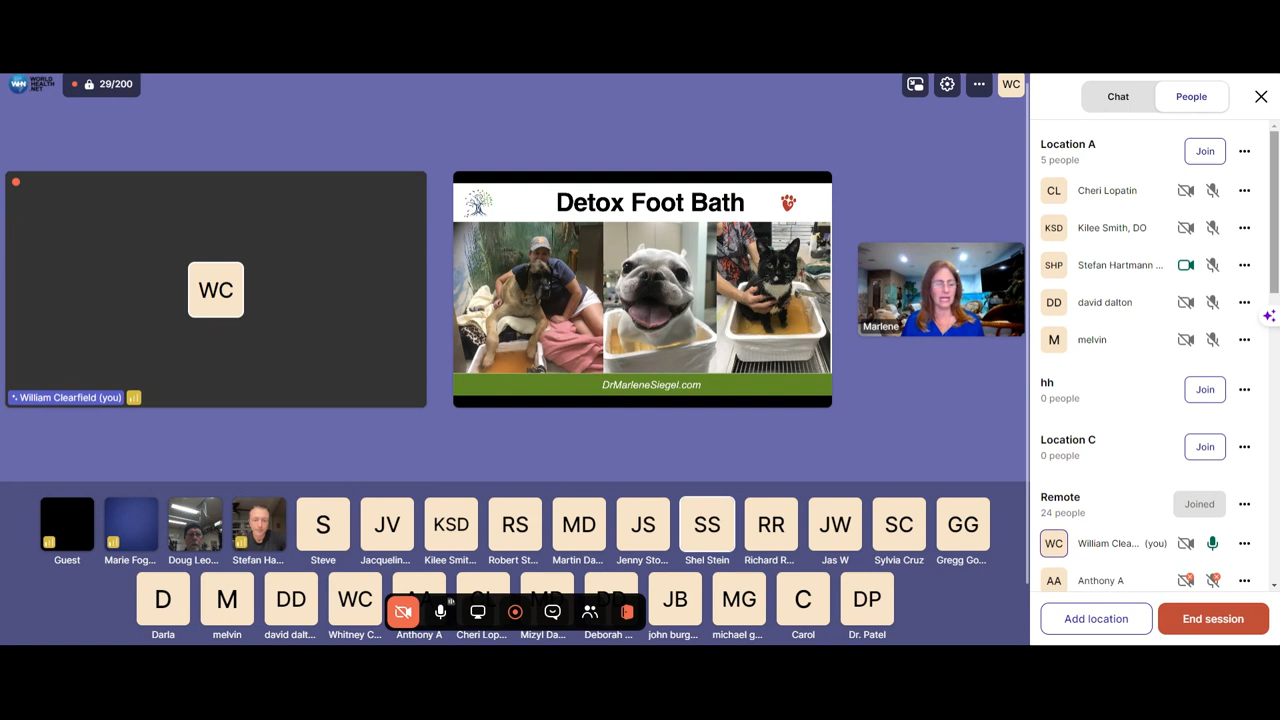 WHN WORLD HEALTH .NET
29/200
WC
Chat
People
Location A
5 people
Join
CL
Cheri Lopatin
KSD
Kilee Smith, DO
SHP
Stefan Hartmann ...
DD
david dalton
M
melvin
hh
0 people
Join
Location C
0 people
Join
Remote
24 people
Joined
WC
William Clea... (you)
AA
Anthony A
Add location
End session
WC
William Clearfield (you)
Detox Foot Bath
DrMarleneSiegel.com
Marlene
S
JV
KSD
RS
MD
JS
SS
RR
JW
SC
GG
Guest
Marie Fog...
Doug Leo...
Stefan Ha...
Steve
Jacquelin...
Kilee Smit...
Robert St...
Martin Da...
Jenny Sto...
Shel Stein
Richard R...
Jas W
Sylvia Cruz
Gregg Go...
D
M
DD
WC
JB
MG
C
DP
Darla
melvin
david dalt...
Whitney C...
Anthony A
Cheri Lop...
Mizyl Da...
Deborah ...
john burg...
michael g...
Carol
Dr. Patel